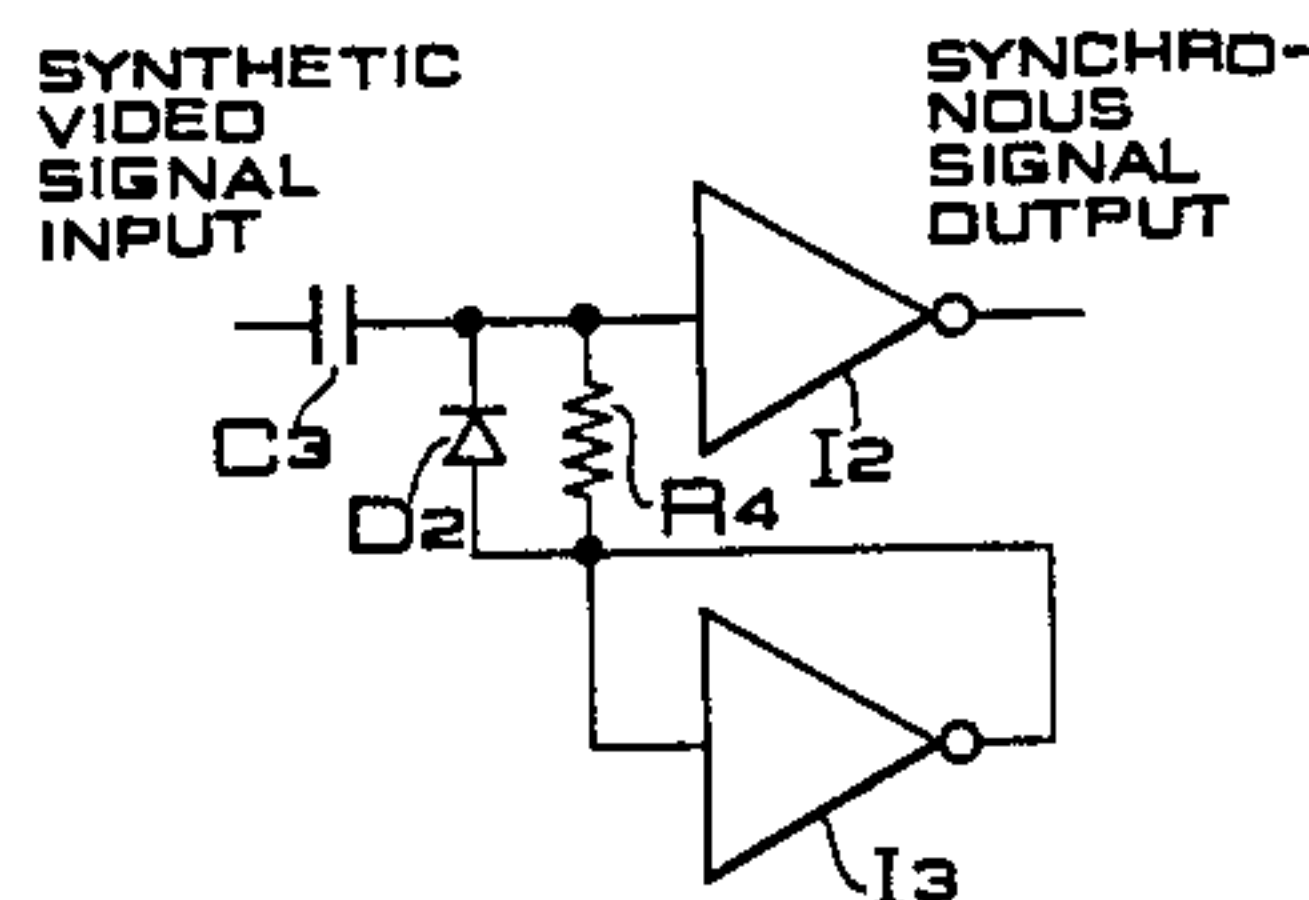 SYNTHETIC
VIDEO
SIGNAL
INPUT
SYNCHRO-
NOUS
SIGNAL
OUTPUT
C3
D2
R4
I2
I3